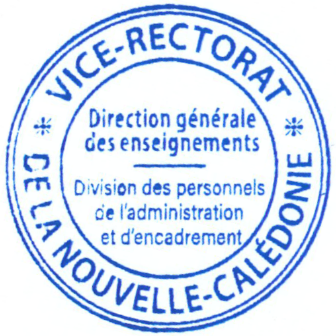 VICE-RECTORAT
Direction générale
des enseignements
Division des personnels
de l'administration
et d'encadrement
DE LA NOUVELLE-CALÉDONIE